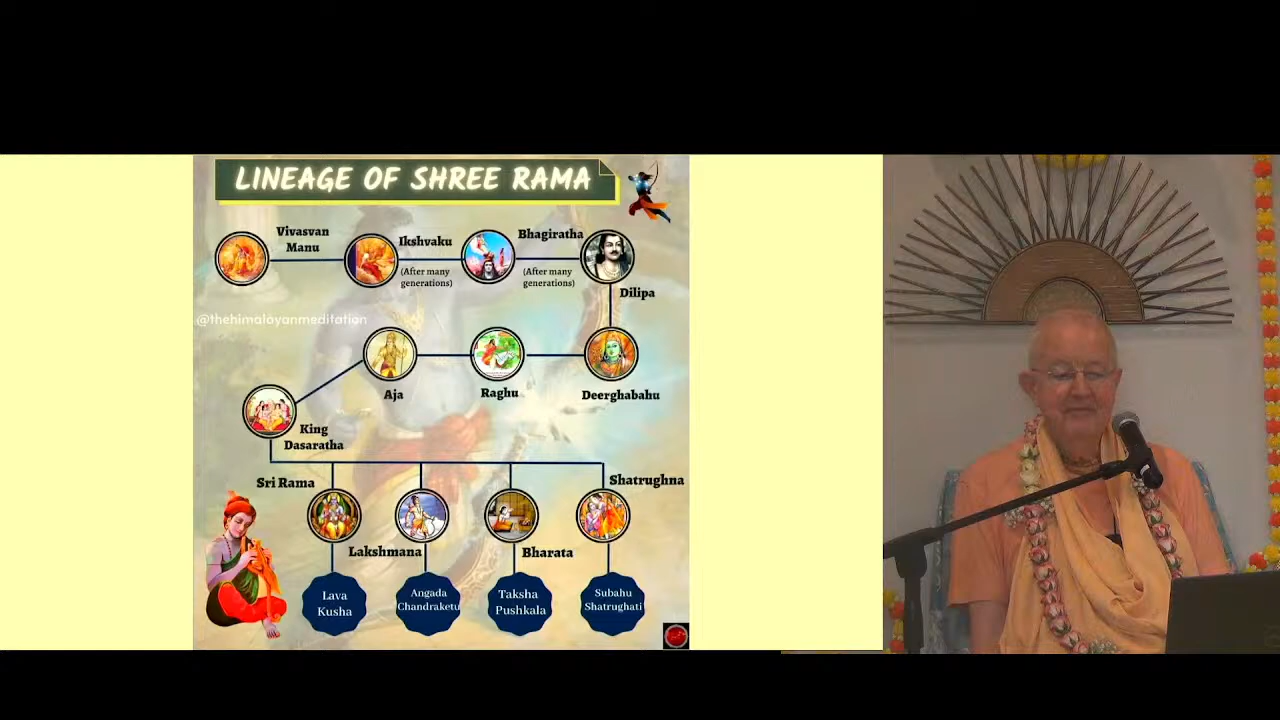 LINEAGE OF SHREE RAMA
Vivasvan
Manu
Ikshvaku
(After many
generations)
Bhagiratha
(After many
generations)
Dilipa
@thehimalayanmeditation
Aja
Raghu
Deerghabahu
King
Dasaratha
Sri Rama
Shatrughna
Lakshmana
Bharata
Lava
Kusha
Angada
Chandraketu
Taksha
Pushkala
Subahu
Shatrughati